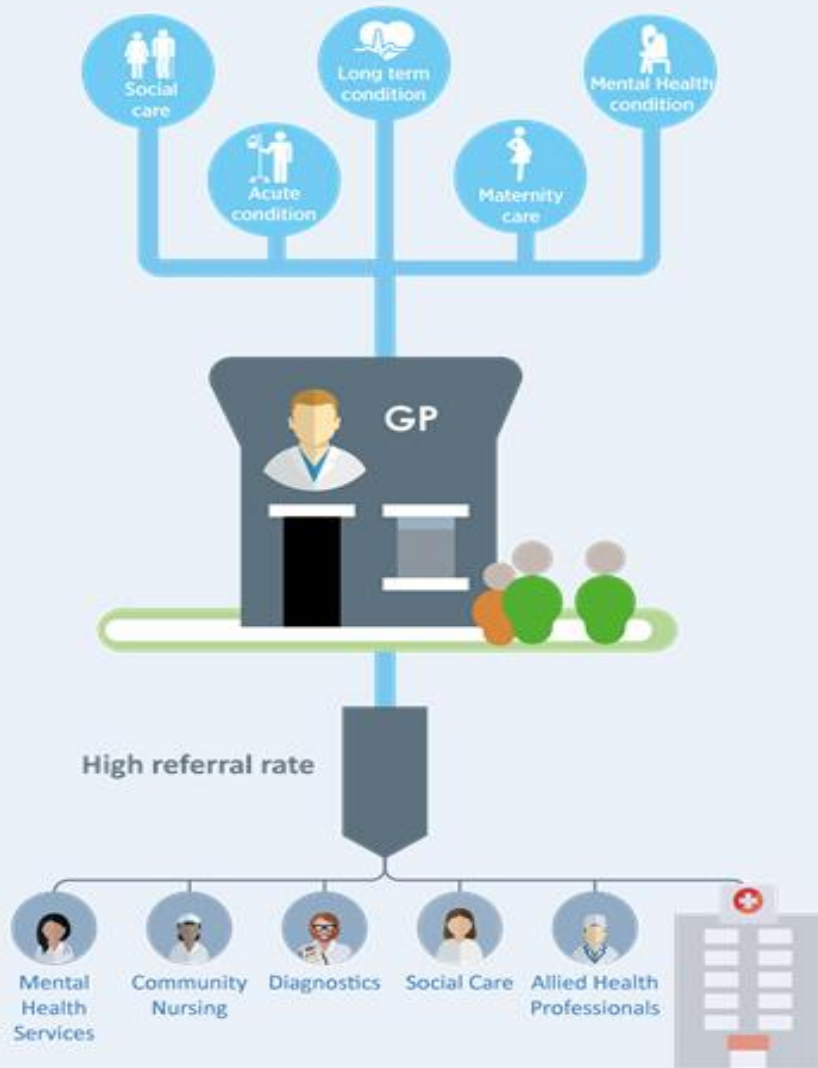 Social
care
Long term
condition
Mental Health
condition
Acute
condition
Maternity
care
GP
High referral rate
Mental
Health
Services
Community
Nursing
Diagnostics
Social Care
Allied Health
Professionals